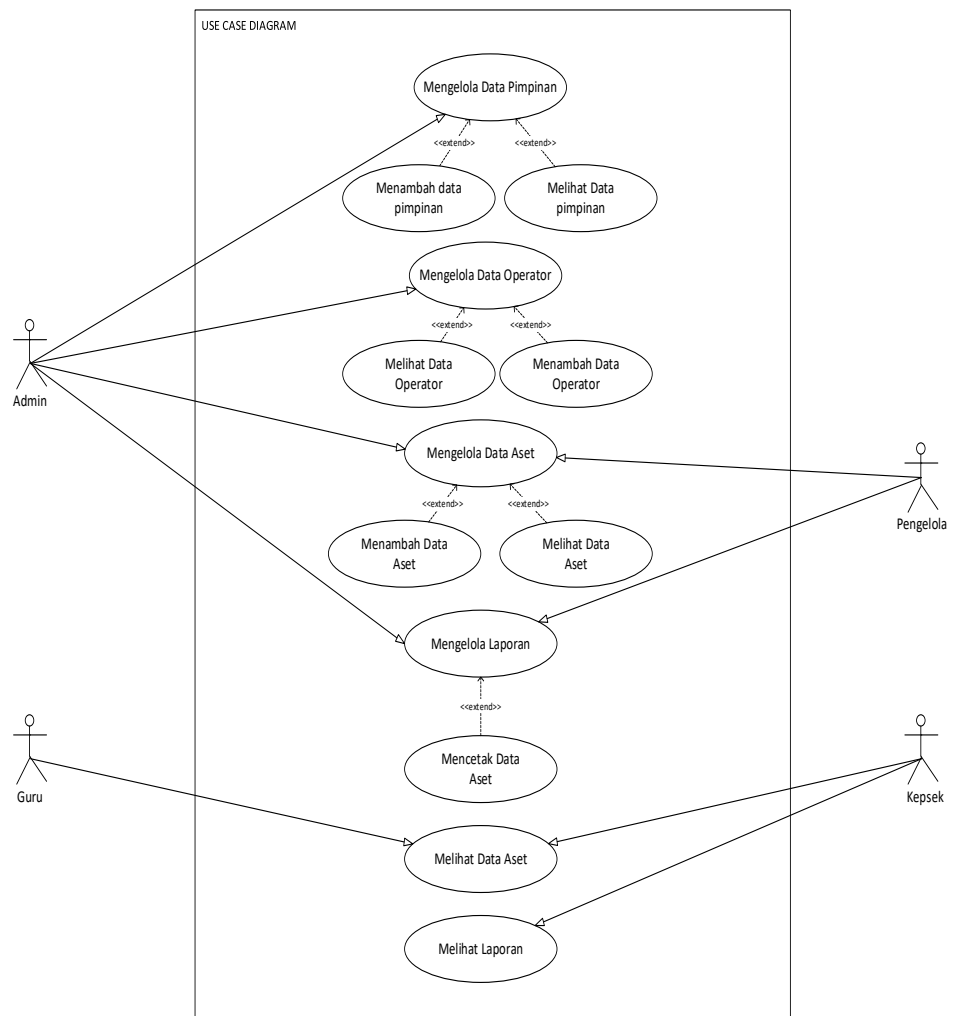 USE CASE DIAGRAM
Mengelola Data Pimpinan
<<extend>>
<<extend>>
Menambah data
pimpinan
Melihat Data
pimpinan
Mengelola Data Operator
<<extend>>
<<extend>>
Melihat Data
Operator
Menambah Data
Operator
Admin
Mengelola Data Aset
<<extend>>
<<extend>>
Pengelola
Menambah Data
Aset
Melihat Data
Aset
Mengelola Laporan
<<extend>>
Mencetak Data
Aset
Guru
Kepsek
Melihat Data Aset
Melihat Laporan